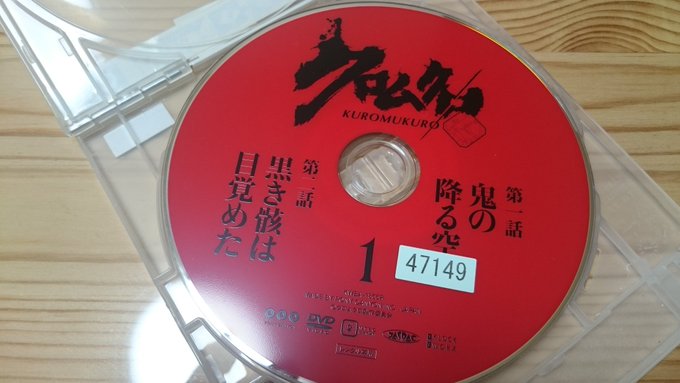 クロムクロ
KUROMUKURO
第一話
鬼の
降る空
第二話
黒き骸は
目覚めた
1
47149
DVD